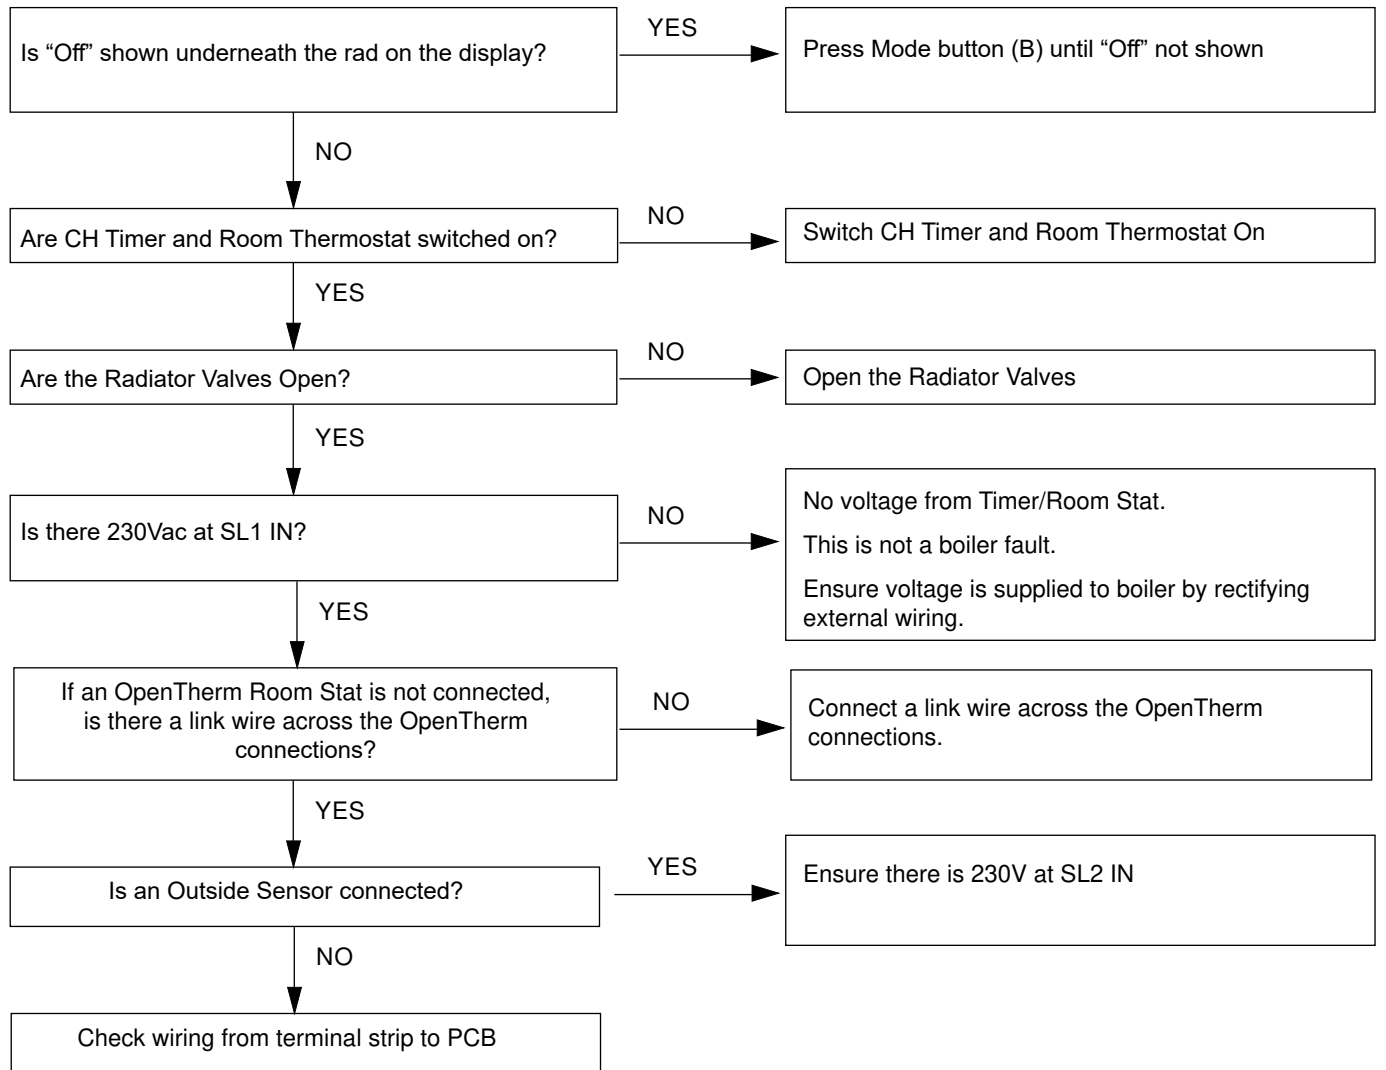 Is “Off” shown underneath the rad on the display?
YES
Press Mode button (B) until “Off” not shown
NO
Are CH Timer and Room Thermostat switched on?
NO
Switch CH Timer and Room Thermostat On
YES
Are the Radiator Valves Open?
NO
Open the Radiator Valves
YES
Is there 230Vac at SL1 IN?
NO
No voltage from Timer/Room Stat.
This is not a boiler fault.
Ensure voltage is supplied to boiler by rectifying
external wiring.
YES
If an OpenTherm Room Stat is not connected,
is there a link wire across the OpenTherm
connections?
NO
Connect a link wire across the OpenTherm
connections.
YES
Is an Outside Sensor connected?
YES
Ensure there is 230V at SL2 IN
NO
Check wiring from terminal strip to PCB